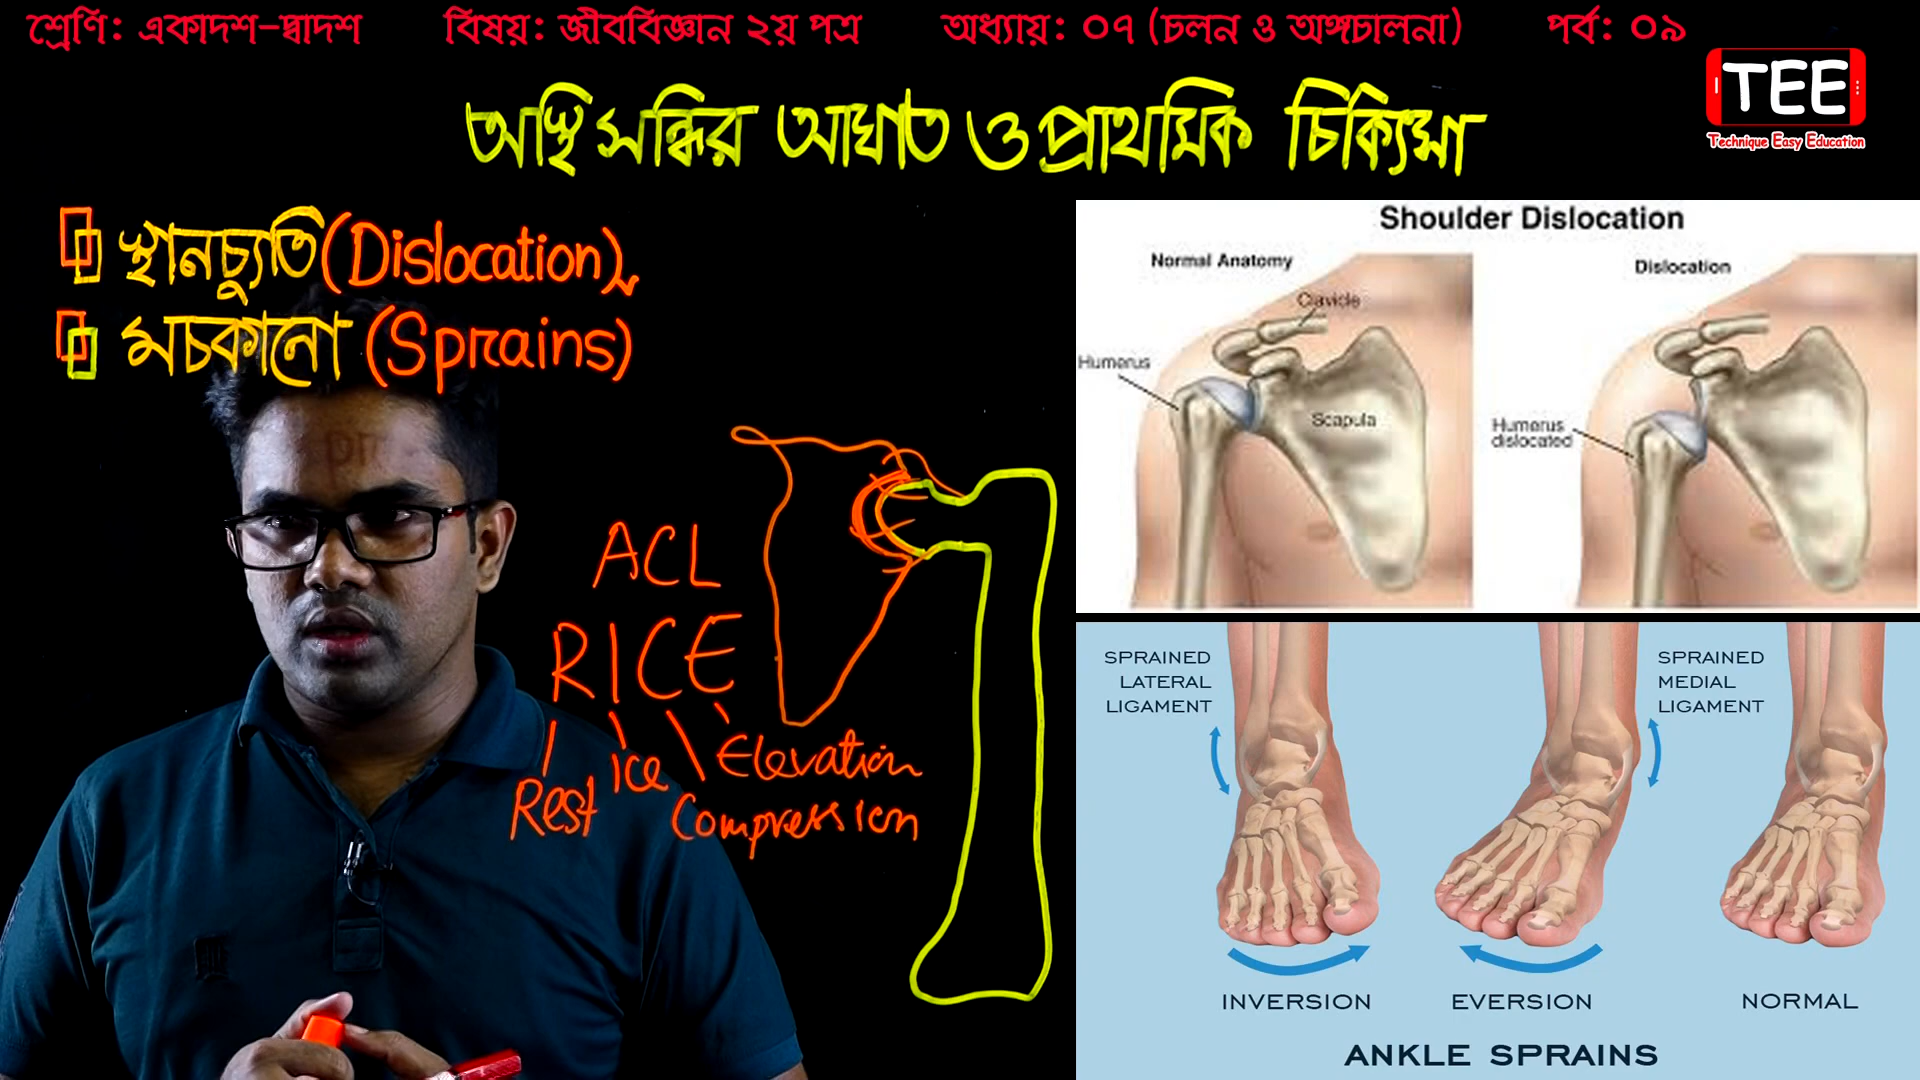 শ্রেণি: একাদশ-দ্বাদশ বিষয়: জীববিজ্ঞান ২য় পত্র অধ্যায়: ০৭ (চলন ও অঙ্গচালনা) পর্ব: ০৯
TEE
Technique Easy Education
অস্থিসন্ধির আঘাত ও প্রাথমিক চিকিৎসা
স্থানচ্যুতি (Dislocation)
মচকানো (Sprains)
ACL
RICE
Rest Ice Elevation
Compression
Shoulder Dislocation
Normal Anatomy Dislocation
Clavicle
Humerus
Scapula
Humerus
dislocated
SPRAINED
LATERAL
LIGAMENT
SPRAINED
MEDIAL
LIGAMENT
INVERSION EVERSION NORMAL
ANKLE SPRAINS